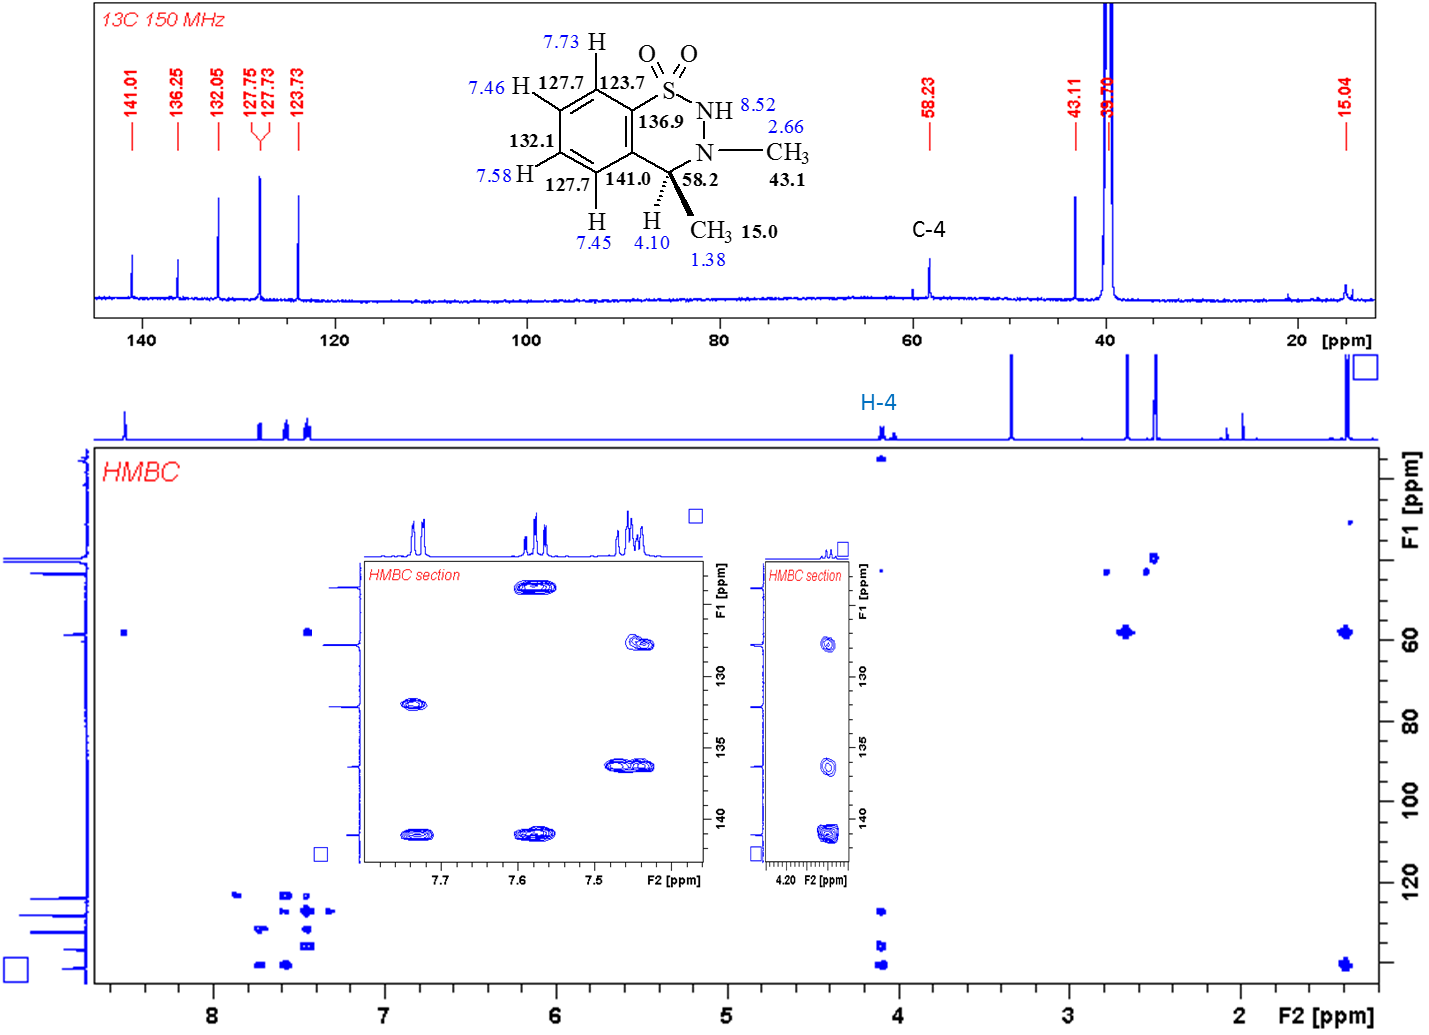 13C 150 MHz
141.01
136.25
132.05
127.75
127.73
123.73
58.23
43.11
39.70
15.04
7.73 H
O O
7.46 H 127.7 123.7 S
NH 8.52
136.9
2.66
132.1
N CH3
7.58 H 127.7 141.0 58.2 43.1
H H CH3 15.0
7.45 4.10
1.38
C-4
140 120 100 80 60 40 20 [ppm]
H-4
HMBC
F1 [ppm]
HMBC section
F1 [ppm]
130
135
140
7.7 7.6 7.5 F2 [ppm]
HMBC section
F1 [ppm]
130
135
140
4.20 F2 [ppm]
60
80
100
120
8 7 6 5 4 3 2 F2 [ppm]